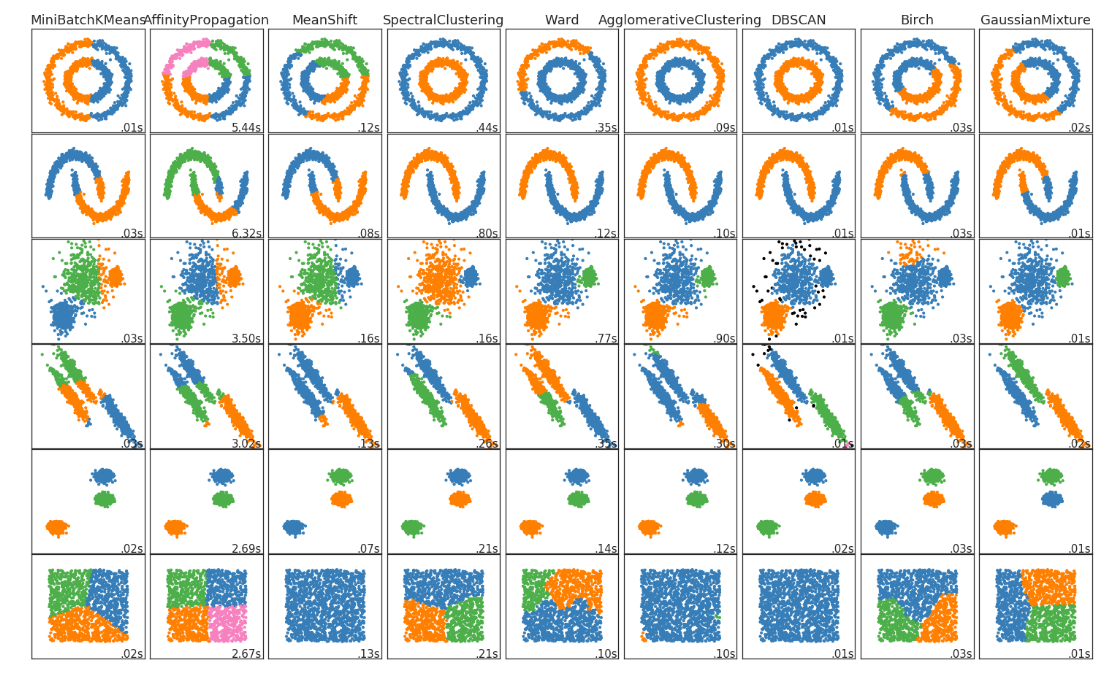 MiniBatchKMeans AffinityPropagation MeanShift SpectralClustering Ward AgglomerativeClustering DBSCAN Birch GaussianMixture
.01s 5.44s .12s .44s .35s .09s .01s .03s .02s
.03s 6.32s .08s .80s .12s .10s .01s .03s .01s
.03s 3.50s .16s .16s .77s .90s .01s .03s .01s
.03s 3.02s .13s .26s .35s .30s .01s .03s .02s
.02s 2.69s .07s .21s .14s .12s .02s .03s .01s
.02s 2.67s .13s .21s .10s .10s .01s .03s .01s